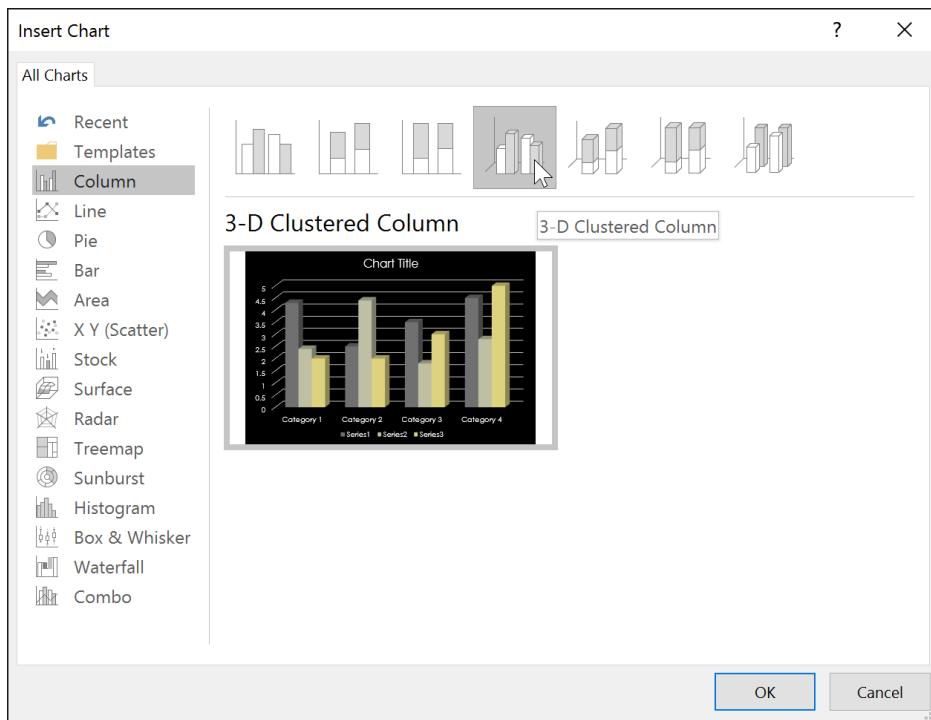 Insert Chart
?
All Charts
Recent
Templates
Column
Line
Pie
Bar
Area
X Y (Scatter)
Stock
Surface
Radar
Treemap
Sunburst
Histogram
Box & Whisker
Waterfall
Combo
3-D Clustered Column
3-D Clustered Column
Chart Title
5
4.5
4
3.5
3
2.5
2
1.5
1
0.5
0
Category 1 Category 2 Category 3 Category 4
Series1 Series2 Series3
OK Cancel